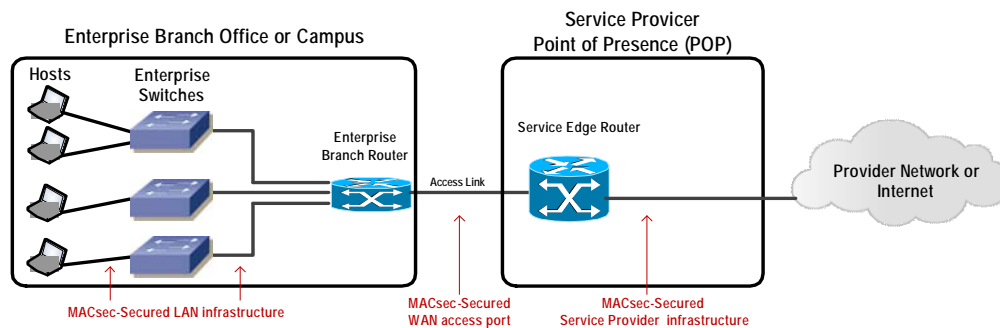 Enterprise Branch Office or Campus
Service Provicer
Point of Presence (POP)
Hosts
Enterprise
Switches
Enterprise
Branch Router
Access Link
Service Edge Router
Provider Network or
Internet
MACsec-Secured LAN infrastructure
MACsec-Secured
WAN access port
MACsec-Secured
Service Provider infrastructure